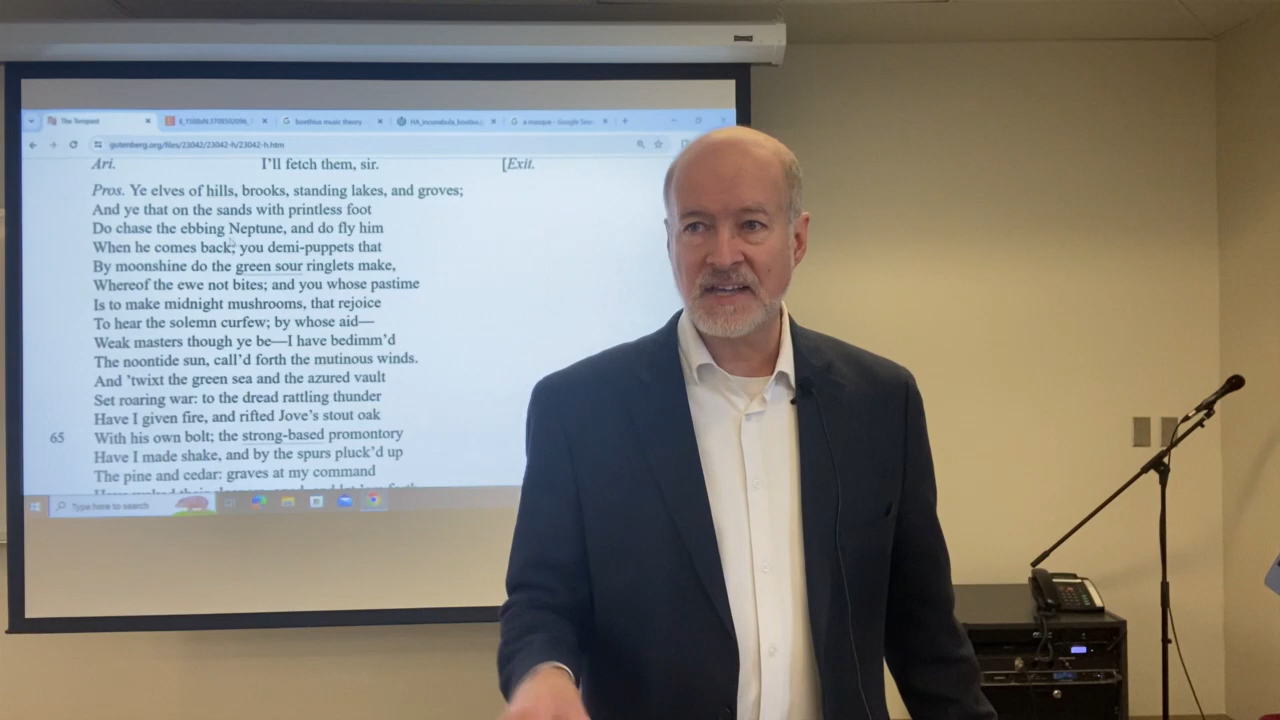 The Tempest
boethius music theory
a masque - Google Sea
gutenberg.org/files/23042/23042-h/23042-h.htm
Ari. I'll fetch them, sir. [Exit.
Pros. Ye elves of hills, brooks, standing lakes, and groves;
And ye that on the sands with printless foot
Do chase the ebbing Neptune, and do fly him
When he comes back; you demi-puppets that
By moonshine do the green sour ringlets make,
Whereof the ewe not bites; and you whose pastime
Is to make midnight mushrooms, that rejoice
To hear the solemn curfew; by whose aid—
Weak masters though ye be—I have bedimm'd
The noontide sun, call'd forth the mutinous winds.
And 'twixt the green sea and the azured vault
Set roaring war: to the dread rattling thunder
Have I given fire, and rifted Jove's stout oak
65 With his own bolt; the strong-based promontory
Have I made shake, and by the spurs pluck'd up
The pine and cedar: graves at my command
Type here to search